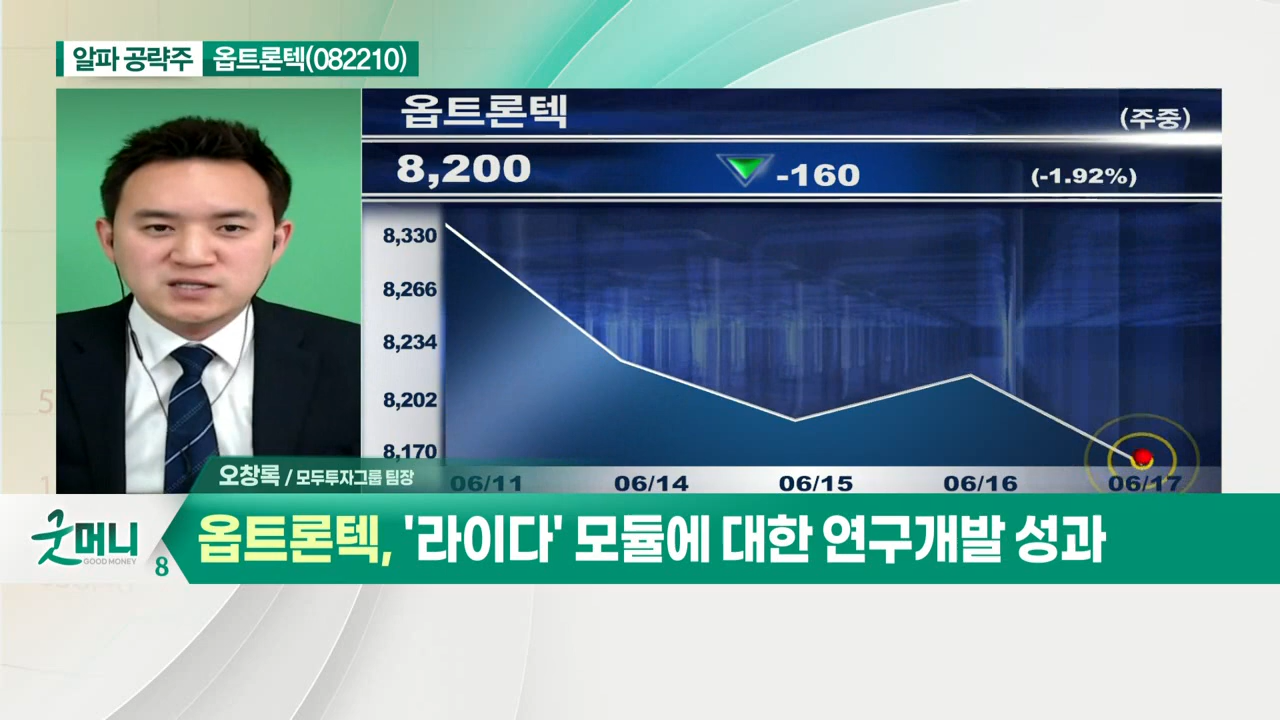 알파 공략주 옵트론텍(082210)
옵트론텍 (주중)
8,200 -160 (-1.92%)
8,330
8,266
8,234
8,202
8,170
06/11 06/14 06/15 06/16 06/17
오창록 / 모두투자그룹 팀장
굿머니
GOOD MONEY
8
옵트론텍, '라이다' 모듈에 대한 연구개발 성과